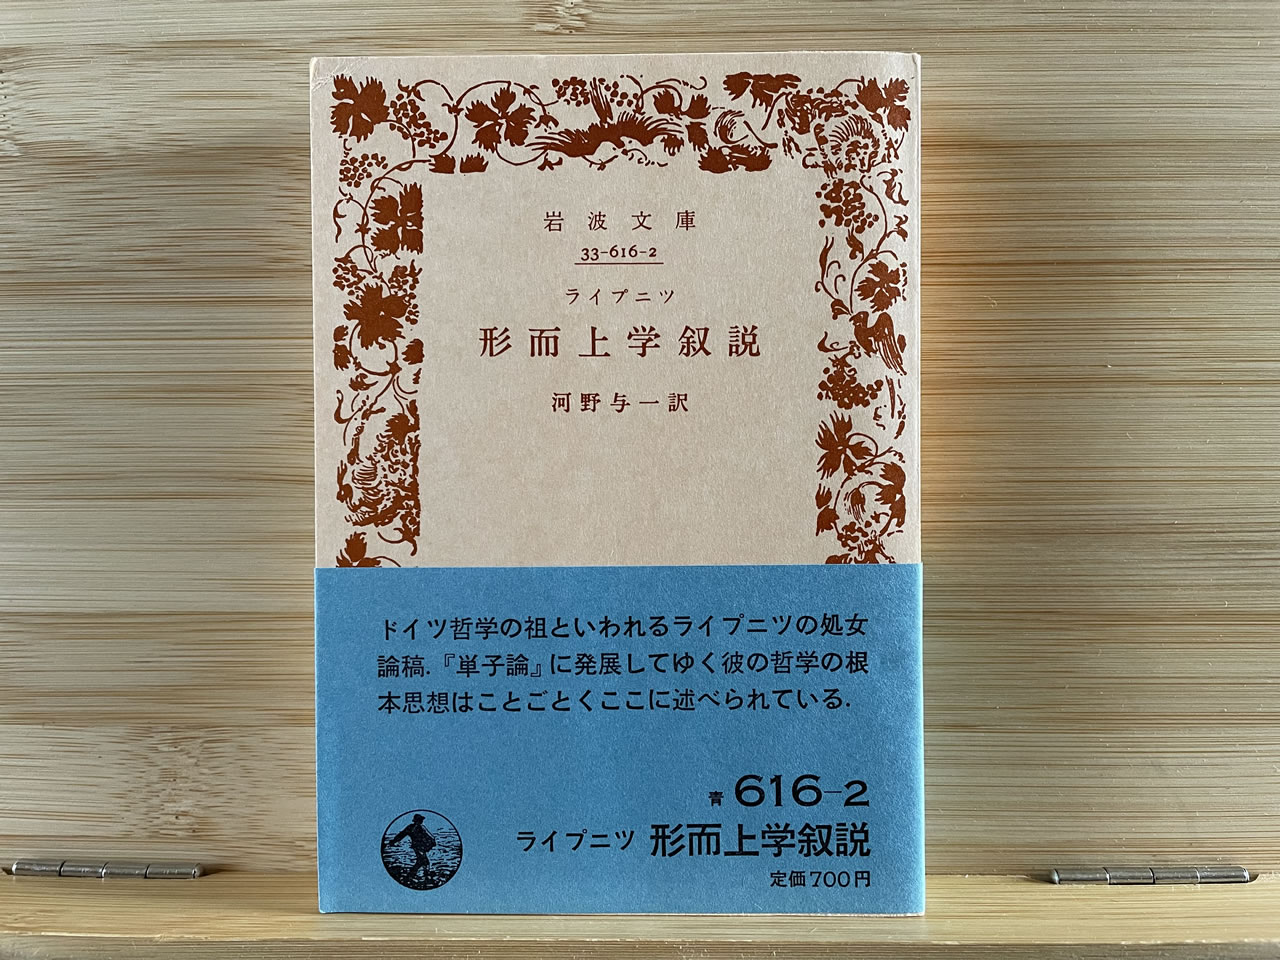 岩波文庫
33-616-2
ライプニツ
形而上学叙説
河野与一訳
ドイツ哲学の祖といわれるライプニツの処女
論稿.『単子論』に発展してゆく彼の哲学の根
本思想はことごとくここに述べられている.
青 616-2
ライプニツ 形而上学叙説
定価700円